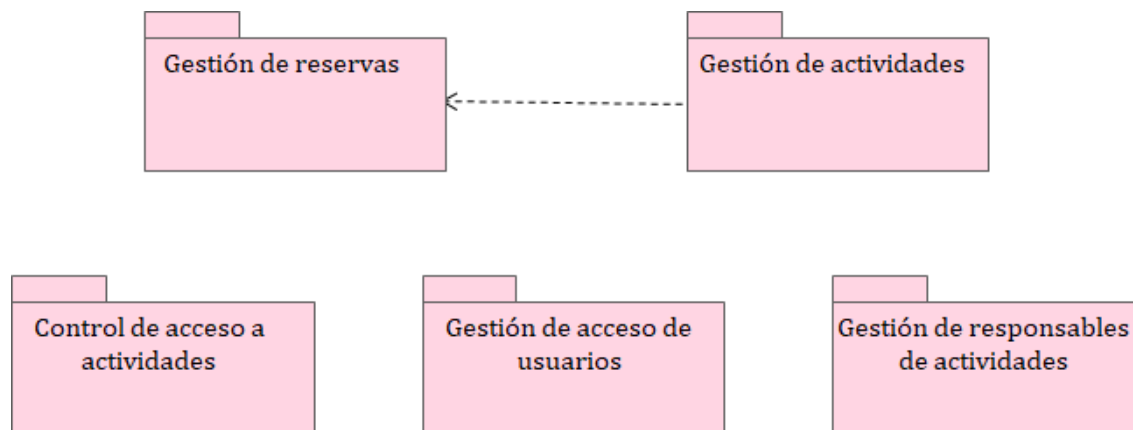 Gestión de reservas
Gestión de actividades
Control de acceso a
actividades
Gestión de acceso de
usuarios
Gestión de responsables
de actividades